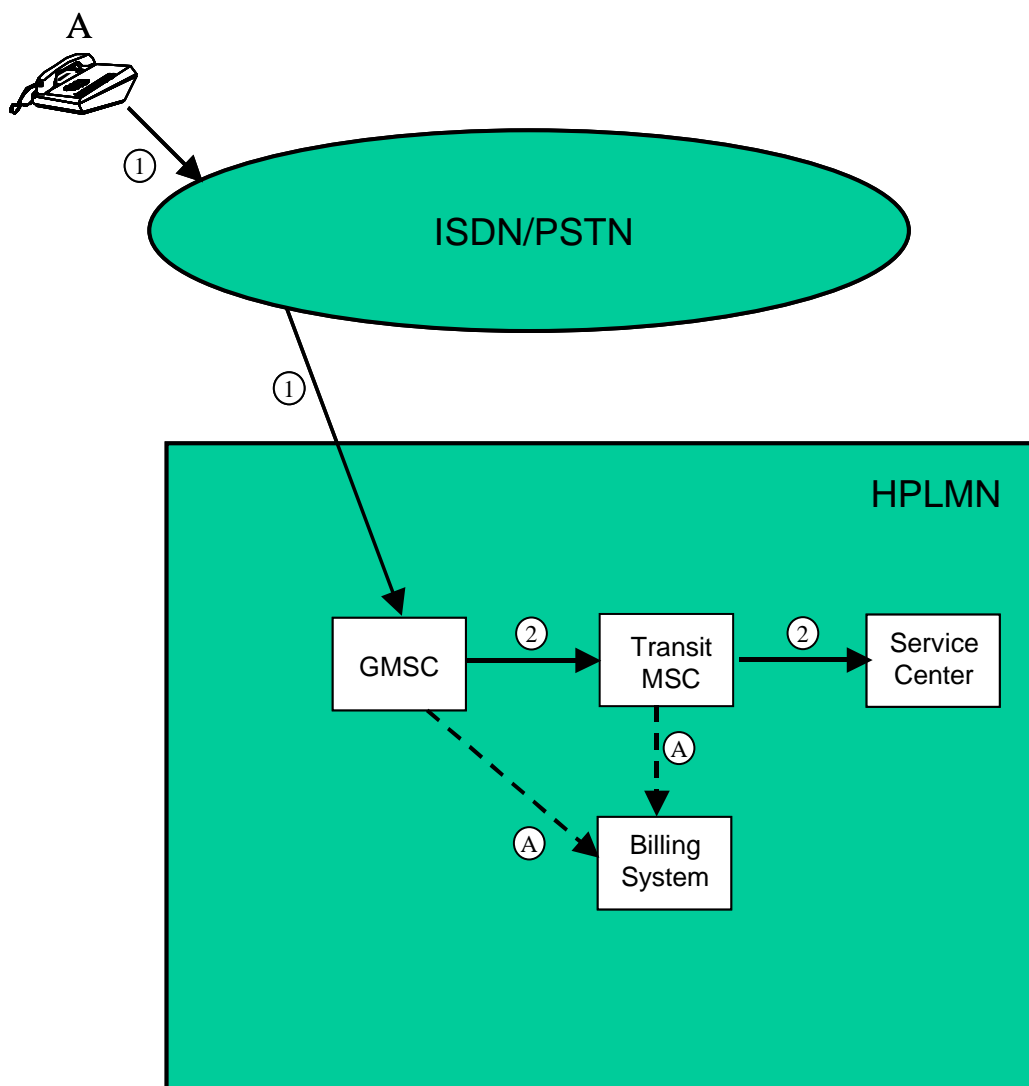 A
1
ISDN/PSTN
1
HPLMN
GMSC
2
Transit
MSC
2
Service
Center
A
A
Billing
System